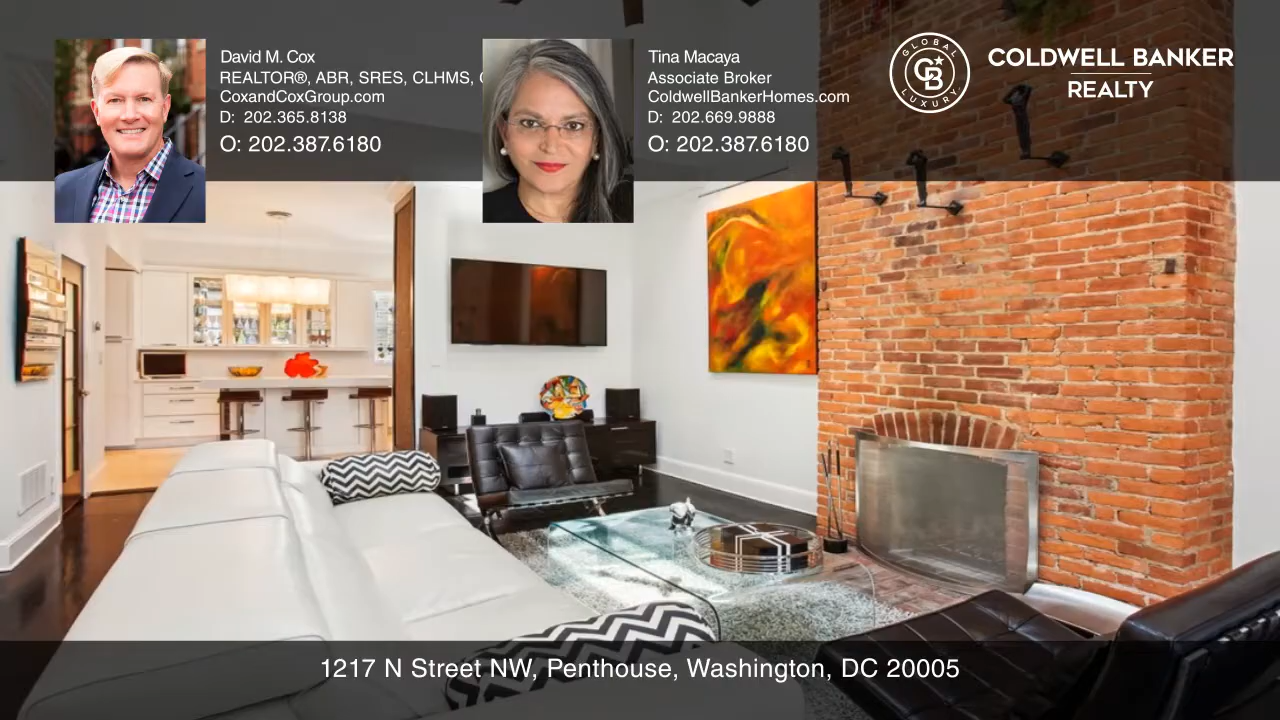 David M. Cox
REALTOR®, ABR, SRES, CLHMS,
CoxandCoxGroup.com
D: 202.365.8138
O: 202.387.6180
Tina Macaya
Associate Broker
ColdwellBankerHomes.com
D: 202.669.9888
O: 202.387.6180
GLOBAL
CB
LUXURY
COLDWELL BANKER
REALTY
1217 N Street NW, Penthouse, Washington, DC 20005